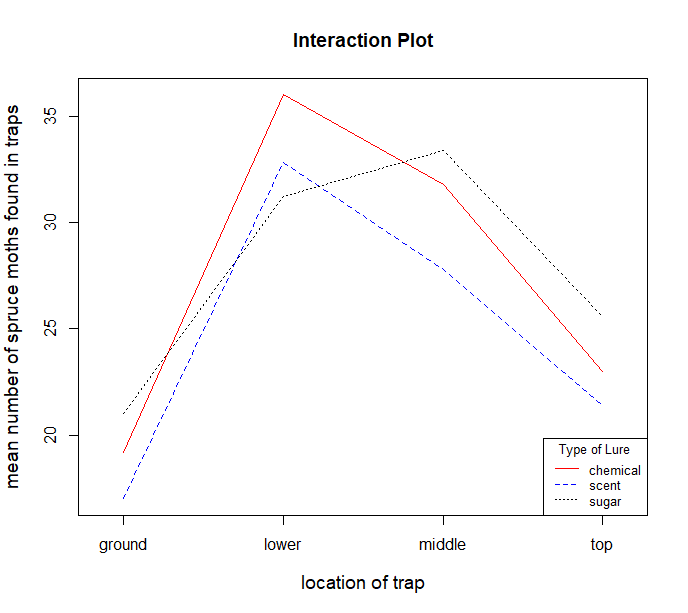 Interaction Plot
mean number of spruce moths found in traps
35
30
25
20
Type of Lure
chemical
scent
sugar
ground lower middle top
location of trap